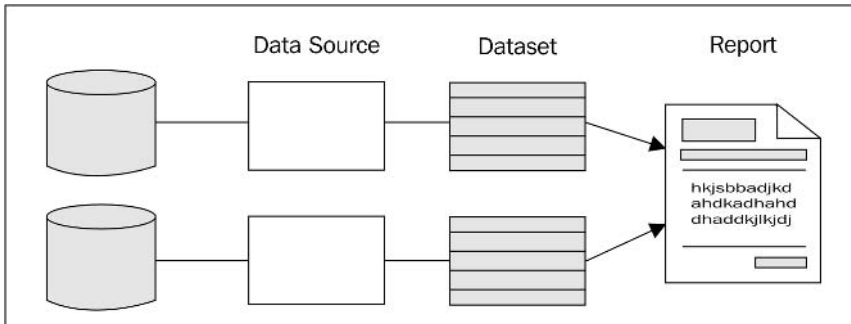 Data Source
Dataset
Report
hkjsbbadjkd
ahdkadhahd
dhaddkjlkjdj